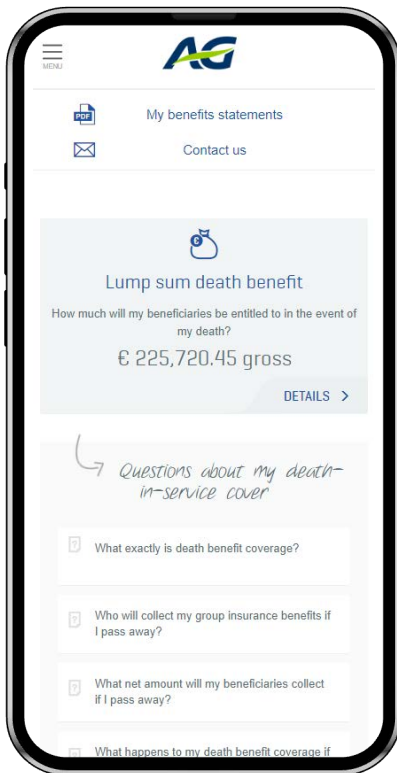 AG
MENU
PDF
My benefits statements
Contact us
€
Lump sum death benefit
How much will my beneficiaries be entitled to in the event of
my death?
€ 225,720.45 gross
DETAILS >
Questions about my death-
in-service cover
?
What exactly is death benefit coverage?
?
Who will collect my group insurance benefits if
I pass away?
?
What net amount will my beneficiaries collect
if I pass away?
What happens to my death benefit coverage if